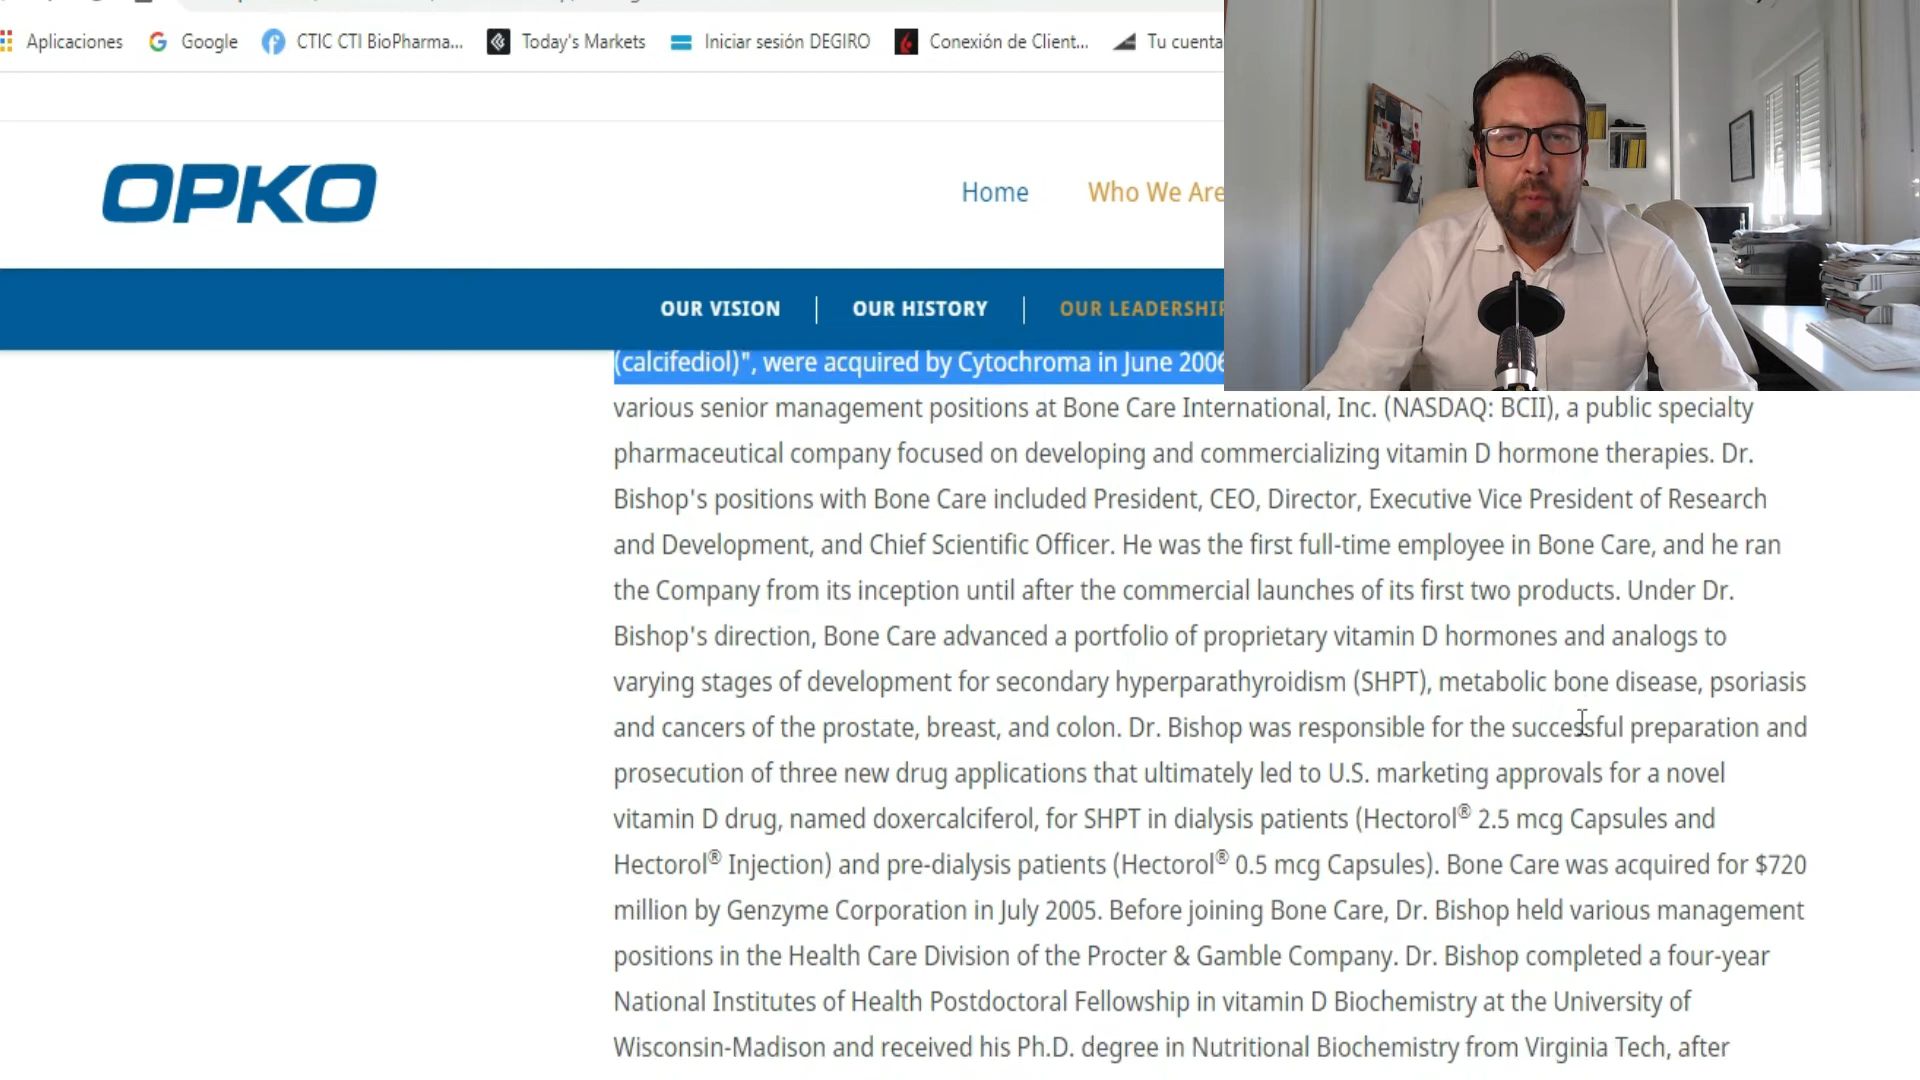 Aplicaciones Google CTIC CTI BioPharma... Today's Markets Iniciar sesión DEGIRO Conexión de Client... Tu cuenta
OPKO
Home Who We Are
OUR VISION | OUR HISTORY | OUR LEADERSHIP
(calcifediol)", were acquired by Cytochroma in June 2006
various senior management positions at Bone Care International, Inc. (NASDAQ: BCII), a public specialty
pharmaceutical company focused on developing and commercializing vitamin D hormone therapies. Dr.
Bishop's positions with Bone Care included President, CEO, Director, Executive Vice President of Research
and Development, and Chief Scientific Officer. He was the first full-time employee in Bone Care, and he ran
the Company from its inception until after the commercial launches of its first two products. Under Dr.
Bishop's direction, Bone Care advanced a portfolio of proprietary vitamin D hormones and analogs to
varying stages of development for secondary hyperparathyroidism (SHPT), metabolic bone disease, psoriasis
and cancers of the prostate, breast, and colon. Dr. Bishop was responsible for the successful preparation and
prosecution of three new drug applications that ultimately led to U.S. marketing approvals for a novel
vitamin D drug, named doxercalciferol, for SHPT in dialysis patients (Hectorol® 2.5 mcg Capsules and
Hectorol® Injection) and pre-dialysis patients (Hectorol® 0.5 mcg Capsules). Bone Care was acquired for $720
million by Genzyme Corporation in July 2005. Before joining Bone Care, Dr. Bishop held various management
positions in the Health Care Division of the Procter & Gamble Company. Dr. Bishop completed a four-year
National Institutes of Health Postdoctoral Fellowship in vitamin D Biochemistry at the University of
Wisconsin-Madison and received his Ph.D. degree in Nutritional Biochemistry from Virginia Tech, after